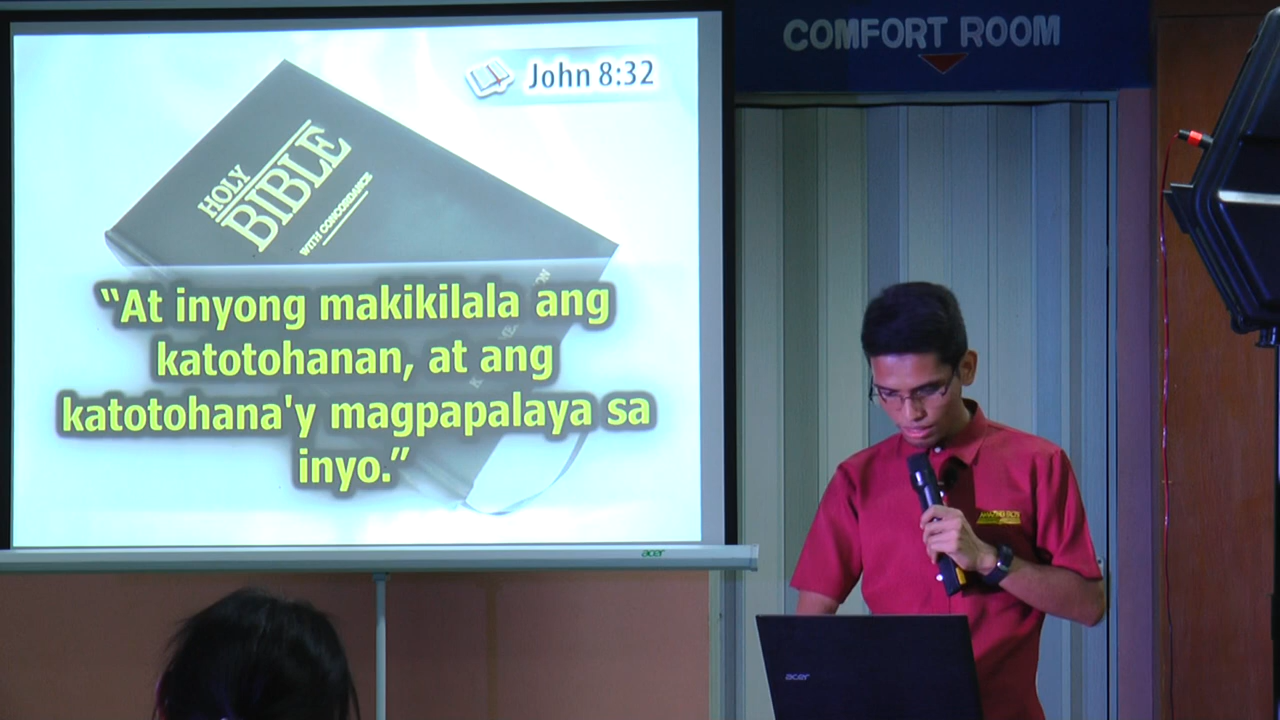 COMFORT ROOM
John 8:32
HOLY
BIBLE
WITH CONCORDANCE
“At inyong makikilala ang
katotohanan, at ang
katotohana'y magpapalaya sa
inyo.”
acer
acer